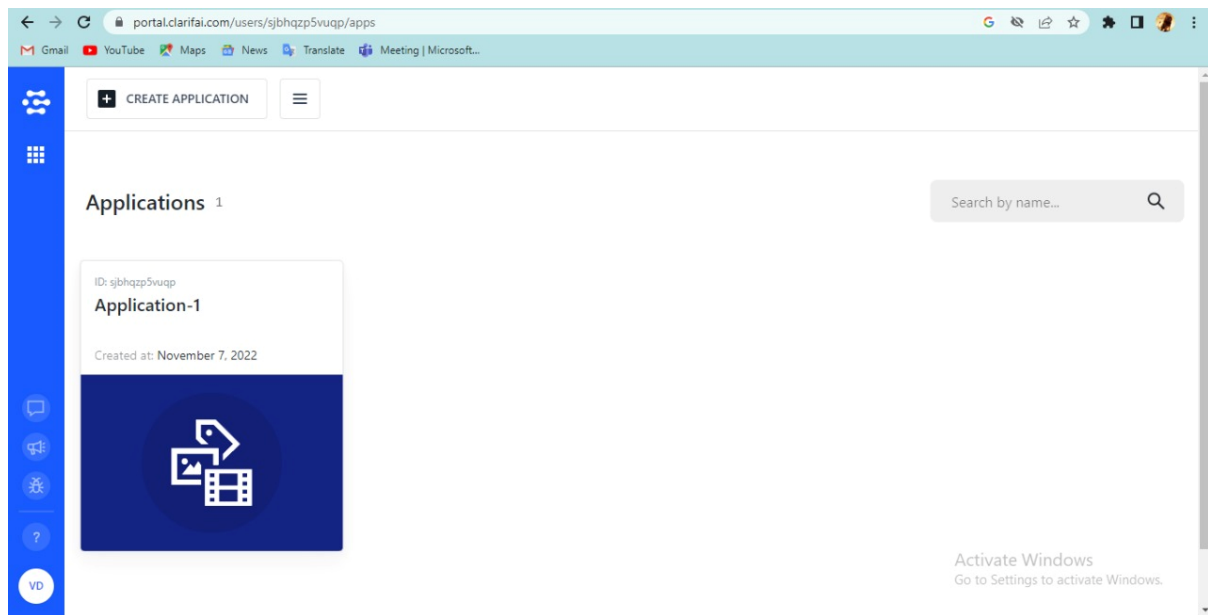 portal.clarifai.com/users/sjbhqzp5vuqp/apps
Gmail YouTube Maps News Translate Meeting | Microsoft...
CREATE APPLICATION
Applications 1
Search by name...
ID: sjbhqzp5vuqp
Application-1
Created at: November 7, 2022
?
VD
Activate Windows
Go to Settings to activate Windows.